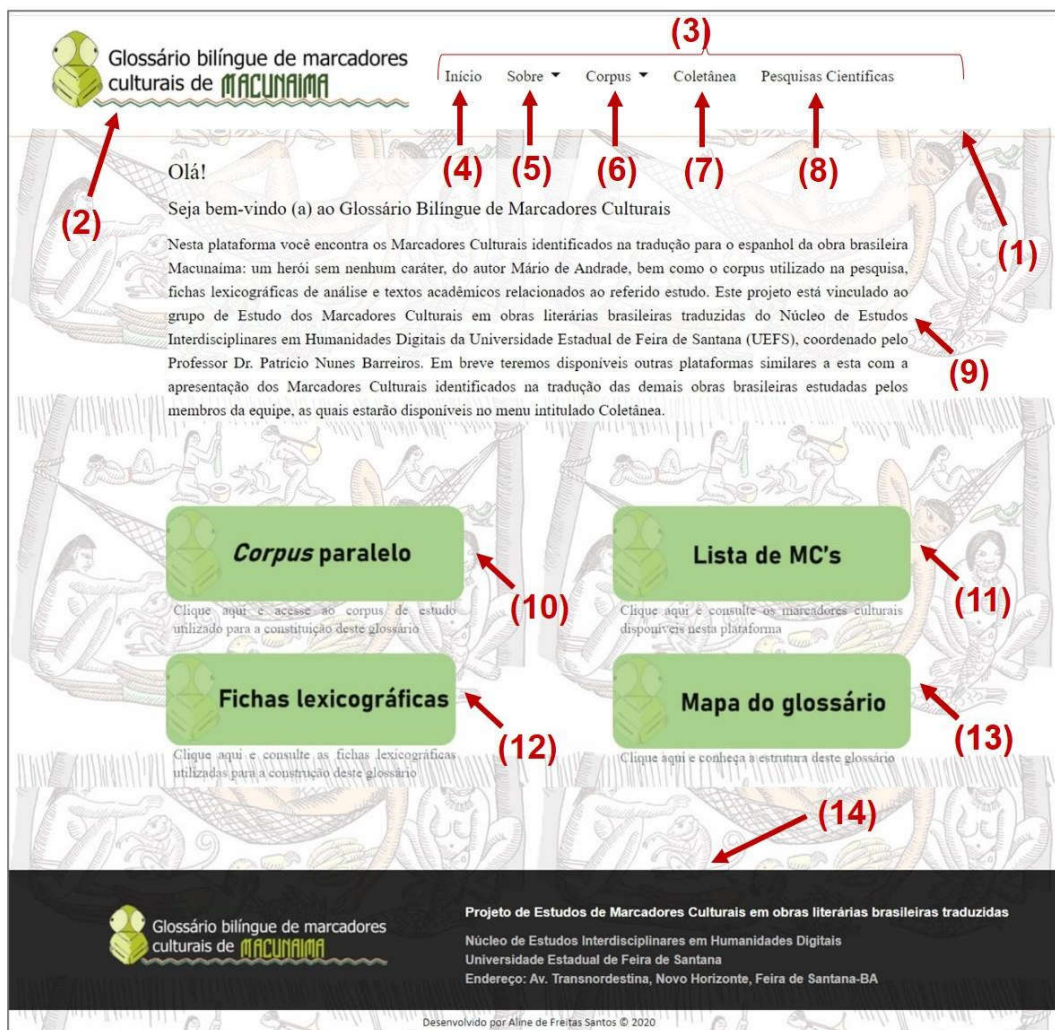 (3)
Glossário bilíngue de marcadores
culturais de MACUNAIMA
Início Sobre Corpus Coletânea Pesquisas Científicas
(4) (5) (6) (7) (8)
(2)
(1)
Olá!
Seja bem-vindo (a) ao Glossário Bilíngue de Marcadores Culturais
Nesta plataforma você encontra os Marcadores Culturais identificados na tradução para o espanhol da obra brasileira
Macunaíma: um herói sem nenhum caráter, do autor Mário de Andrade, bem como o corpus utilizado na pesquisa,
fichas lexicográficas de análise e textos acadêmicos relacionados ao referido estudo. Este projeto está vinculado ao
grupo de Estudo dos Marcadores Culturais em obras literárias brasileiras traduzidas do Núcleo de Estudos
Interdisciplinares em Humanidades Digitais da Universidade Estadual de Feira de Santana (UEFS), coordenado pelo
Professor Dr. Patrício Nunes Barreiros. Em breve teremos disponíveis outras plataformas similares a esta com a
apresentação dos Marcadores Culturais identificados na tradução das demais obras brasileiras estudadas pelos
membros da equipe, as quais estarão disponíveis no menu intitulado Coletânea.
(9)
Corpus paralelo
(10)
Clique aqui e acesse ao corpus de estudo
utilizado para a constituição deste glossário
Lista de MC's
(11)
Clique aqui e consulte os marcadores culturais
disponíveis nesta plataforma
Fichas lexicográficas
(12)
Clique aqui e consulte as fichas lexicográficas
utilizadas para a construção deste glossário
Mapa do glossário
(13)
Clique aqui e conheça a estrutura deste glossário
(14)
Glossário bilíngue de marcadores
culturais de MACUNAIMA
Projeto de Estudos de Marcadores Culturais em obras literárias brasileiras traduzidas
Núcleo de Estudos Interdisciplinares em Humanidades Digitais
Universidade Estadual de Feira de Santana
Endereço: Av. Transnordestina, Novo Horizonte, Feira de Santana-BA
Desenvolvido por Aline de Freitas Santos © 2020